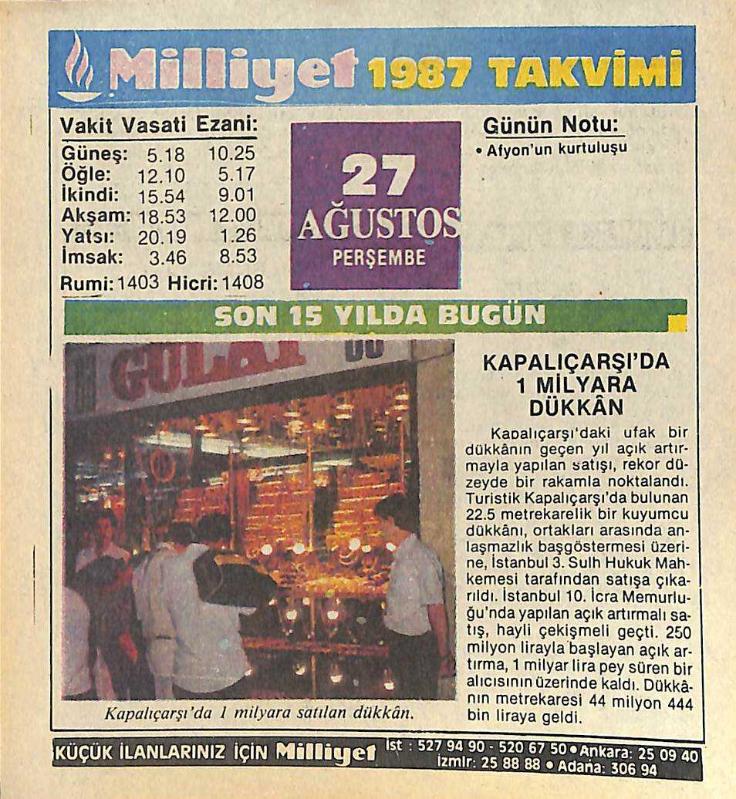 Milliyet 1987 TAKVİMİ
Vakit Vasati Ezani:
Güneş: 5.18 10.25
Öğle: 12.10 5.17
İkindi: 15.54 9.01
Akşam: 18.53 12.00
Yatsı: 20.19 1.26
İmsak: 3.46 8.53
Rumi: 1403 Hicri: 1408
27
AĞUSTOS
PERŞEMBE
Günün Notu:
• Afyon'un kurtuluşu
SON 15 YILDA BUGÜN
KAPALIÇARŞI'DA
1 MİLYARA
DÜKKÂN
Kapalıçarşı'daki ufak bir
dükkânın geçen yıl açık artır-
mayla yapılan satışı, rekor dü-
zeyde bir rakamla noktalandı.
Turistik Kapalıçarşı'da bulunan
22.5 metrekarelik bir kuyumcu
dükkânı, ortakları arasında an-
laşmazlık başgöstermesi üzeri-
ne, İstanbul 3. Sulh Hukuk Mah-
kemesi tarafından satışa çıka-
rıldı. İstanbul 10. İcra Memurlu-
ğu'nda yapılan açık artırmalı sa-
tış, hayli çekişmeli geçti. 250
milyon lirayla başlayan açık ar-
tırma, 1 milyar lira pey süren bir
alıcısının üzerinde kaldı. Dükkâ-
nın metrekaresi 44 milyon 444
bin liraya geldi.
Kapalıçarşı'da 1 milyara satılan dükkân.
KÜÇÜK İLANLARINIZ İÇİN Milliyet
İst : 527 94 90 - 520 67 50 • Ankara: 25 09 40
İzmir: 25 88 88 • Adana: 306 94